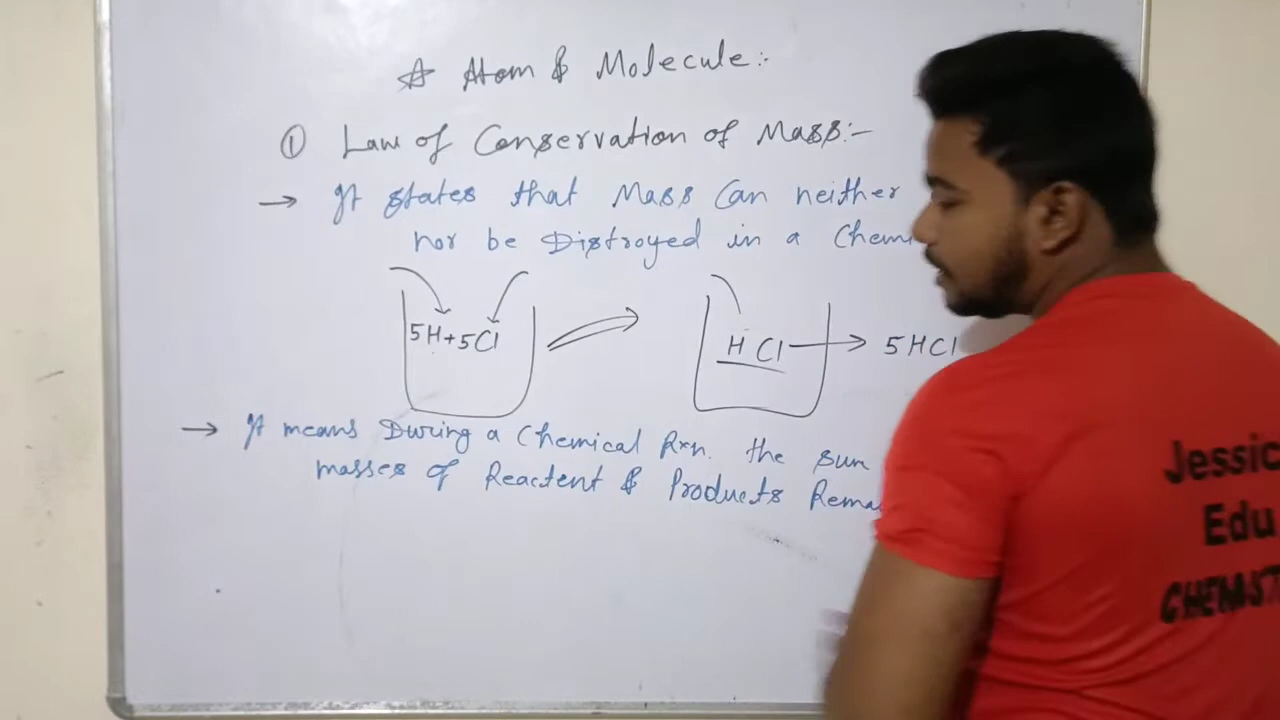 ☆ Atom & Molecule:-
① Law of Conservation of Mass:-
→ It states that Mass Can neither
nor be Distroyed in a Chemi
5H+5Cl
H Cl → 5HCl
→ It means During a Chemical Rxn. the sum
masses of Reactent & Products Rema
Jessic
Edu
CHEMIST